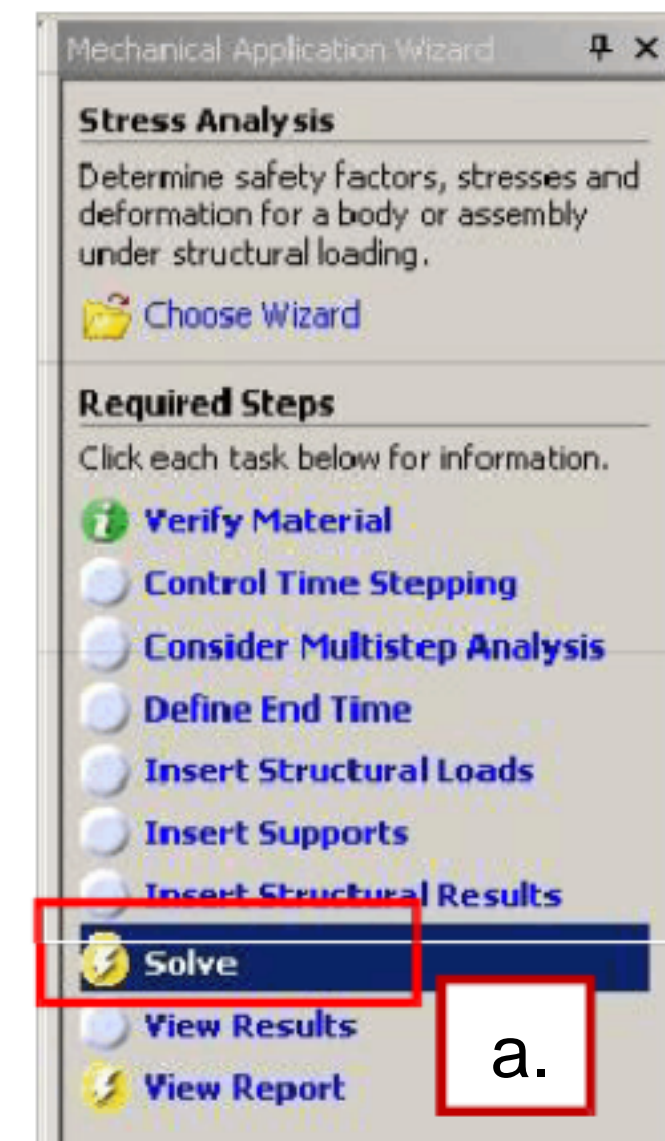 Mechanical Application Wizard
Stress Analysis
Determine safety factors, stresses and
deformation for a body or assembly
under structural loading.
Choose Wizard
Required Steps
Click each task below for information.
Verify Material
Control Time Stepping
Consider Multistep Analysis
Define End Time
Insert Structural Loads
Insert Supports
Insert Structural Results
Solve
View Results
a.
View Report